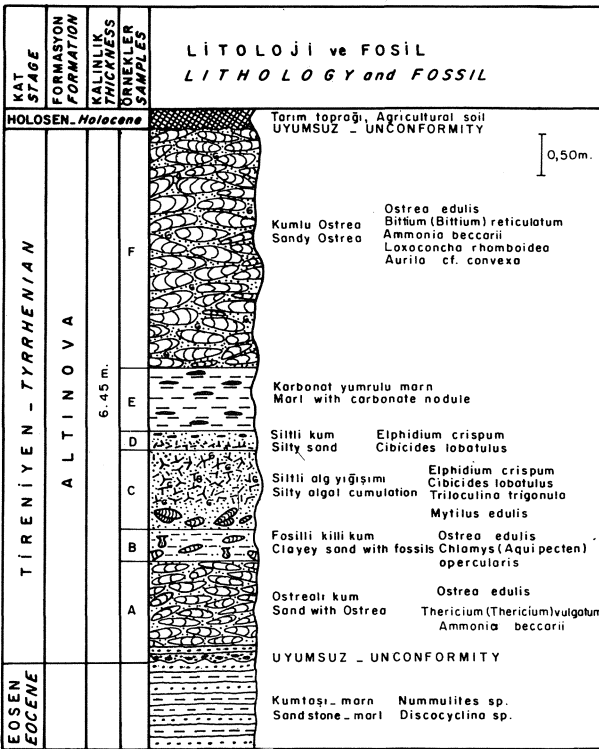 KAT
STAGE
FORMASYON
FORMATION
KALINLIK
THICKNESS
ÖRNEKLER
SAMPLES
LİTOLOJİ ve FOSİL
LITHOLOGY and FOSSIL
HOLOSEN_Holocene
Tarım toprağı, Agricultural soil
UYUMSUZ _ UNCONFORMITY
0,50m.
TİRENİYEN _ TYRRHENIAN
ALTINOVA
6.45 m.
F
Kumlu Ostrea
Sandy Ostrea
Ostrea edulis
Bittium (Bittium) reticulatum
Ammonia beccarii
Loxoconcha rhomboidea
Aurila cf. convexa
E
Karbonat yumrulu marn
Marl with carbonate nodule
D
Siltli kum
Silty sand
Elphidium crispum
Cibicides lobatulus
C
Siltli alg yığışımı
Silty algal cumulation
Elphidium crispum
Cibicides lobatulus
Triloculina trigonula
Mytilus edulis
B
Fosilli killi kum
Clayey sand with fossils
Ostrea edulis
Chlamys (Aquipecten)
opercularis
A
Ostrealı kum
Sand with Ostrea
Ostrea edulis
Thericium (Thericium) vulgatum
Ammonia beccarii
UYUMSUZ _ UNCONFORMITY
EOSEN
EOCENE
Kumtaşı_ marn
Sandstone_ marl
Nummulites sp.
Discocyclina sp.